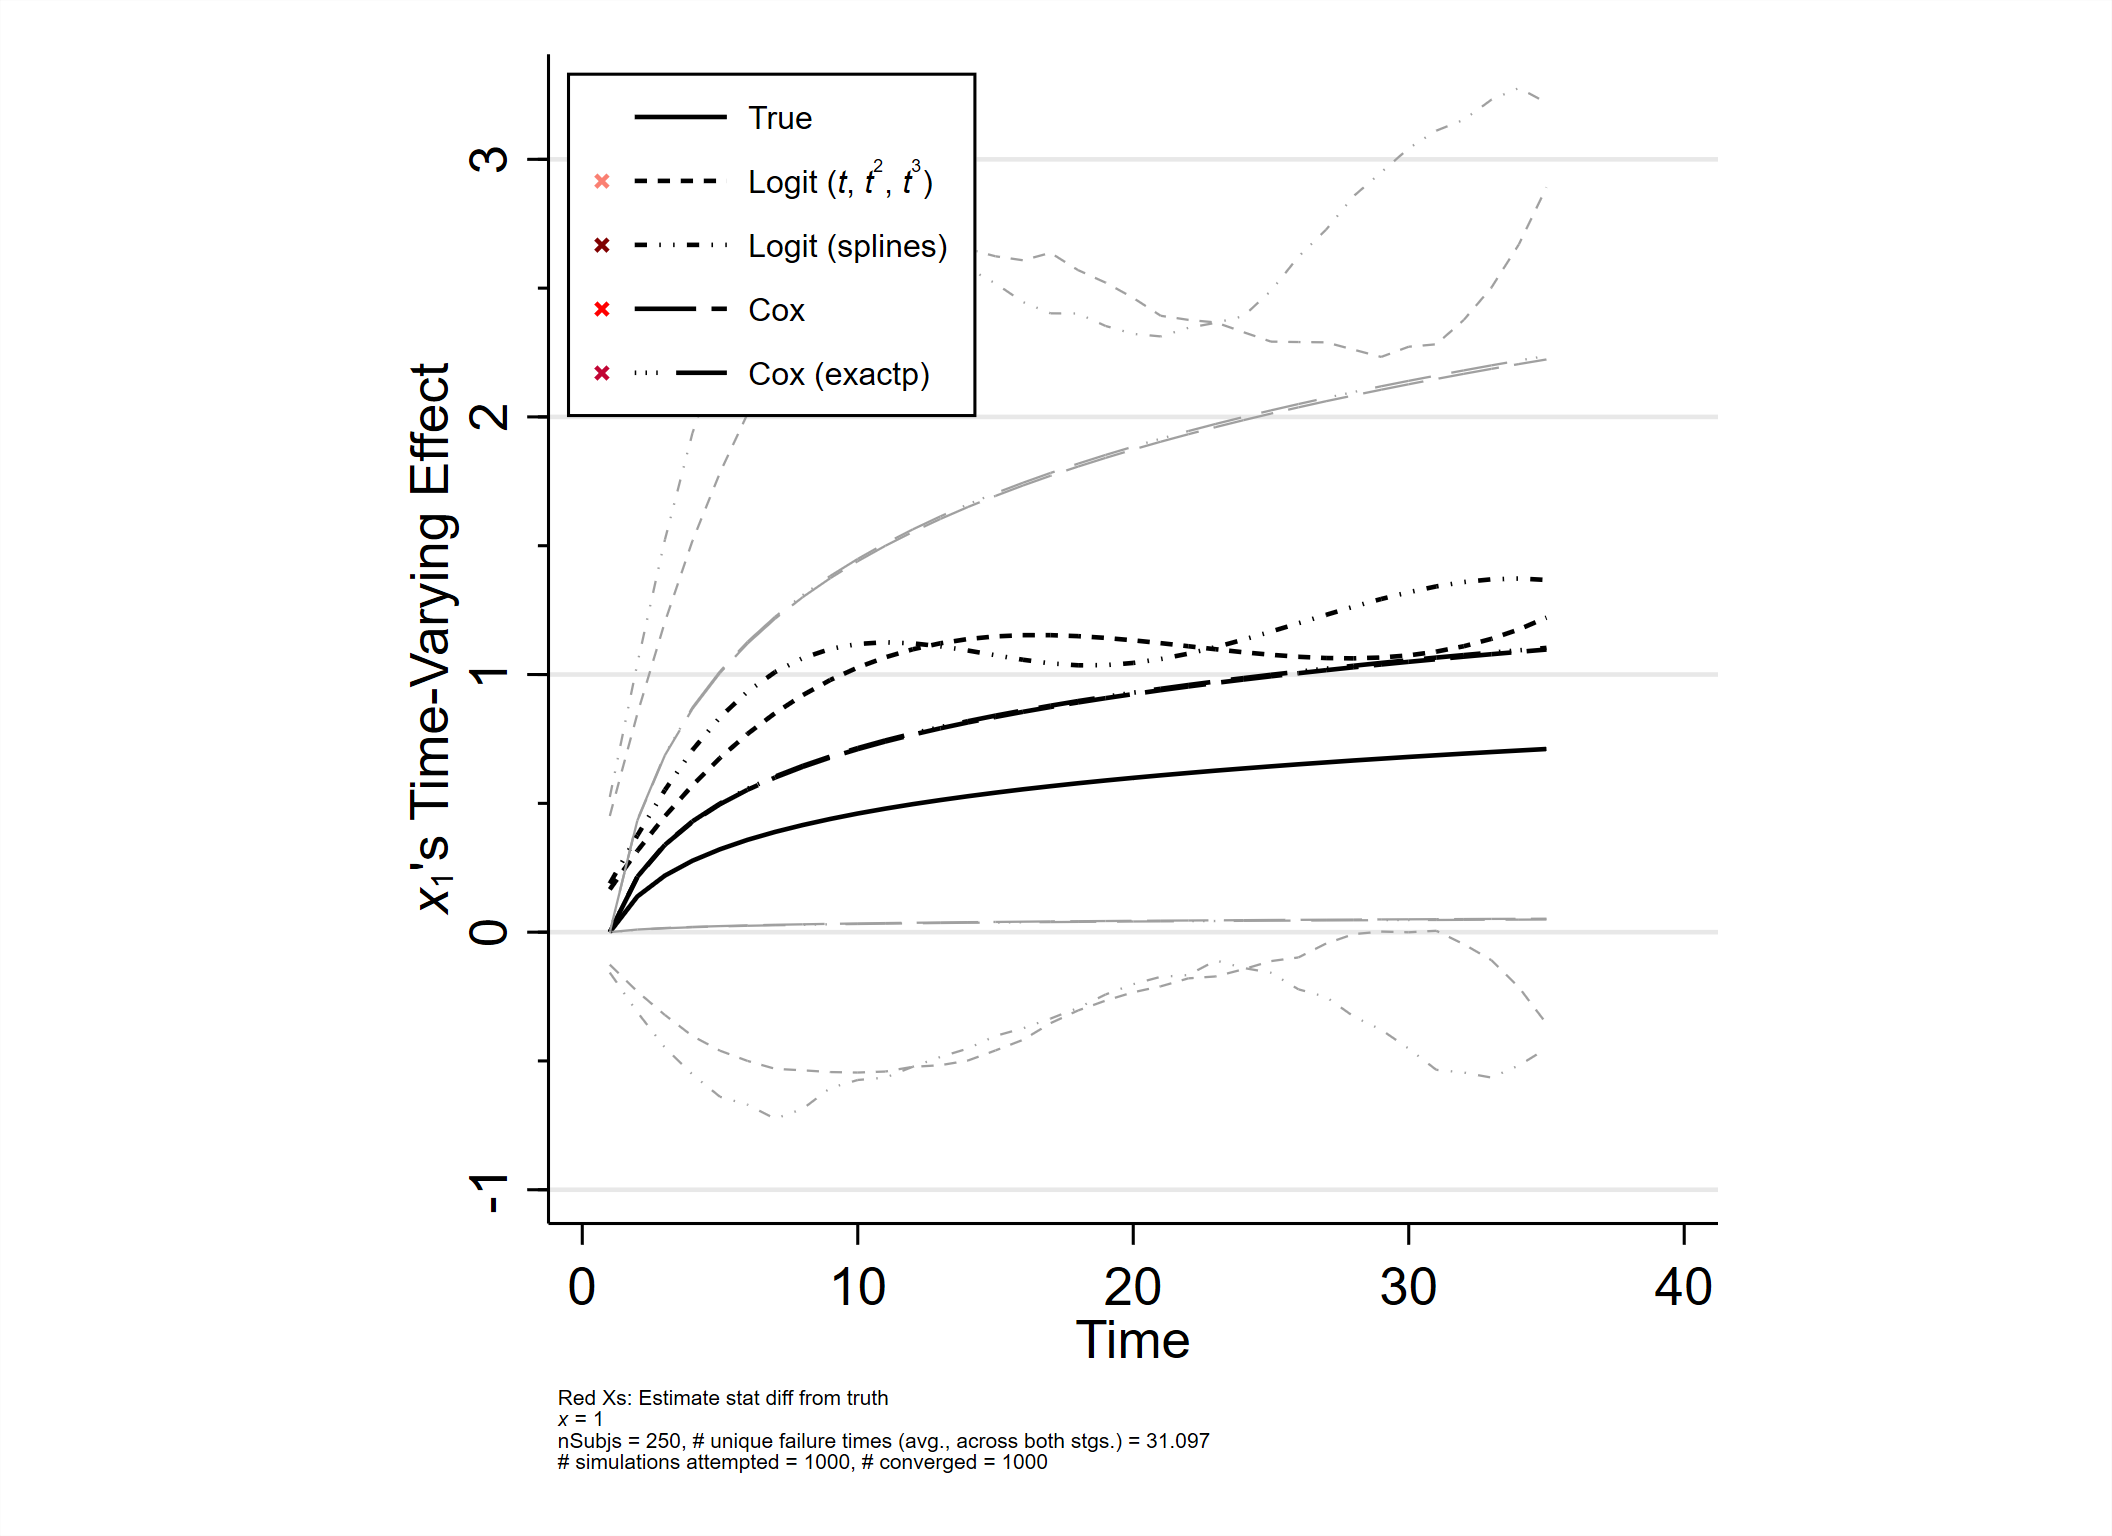 True
Logit (t, t², t³)
Logit (splines)
Cox
Cox (exactp)
x₁'s Time-Varying Effect
3
2
1
0
-1
0 10 20 30 40
Time
Red Xs: Estimate stat diff from truth
x = 1
nSubjs = 250, # unique failure times (avg., across both stgs.) = 31.097
# simulations attempted = 1000, # converged = 1000